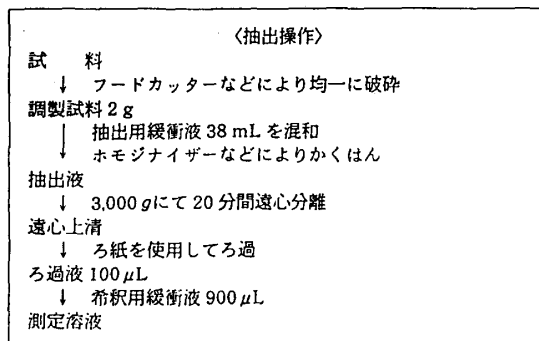 〈抽出操作〉
試　　料
↓ フードカッターなどにより均一に破砕
調製試料 2 g
抽出用緩衝液 38 mL を混和
↓ ホモジナイザーなどによりかくはん
抽出液
↓ 3,000 gにて 20 分間遠心分離
遠心上清
↓ ろ紙を使用してろ過
ろ過液 100 μL
↓ 希釈用緩衝液 900 μL
測定溶液